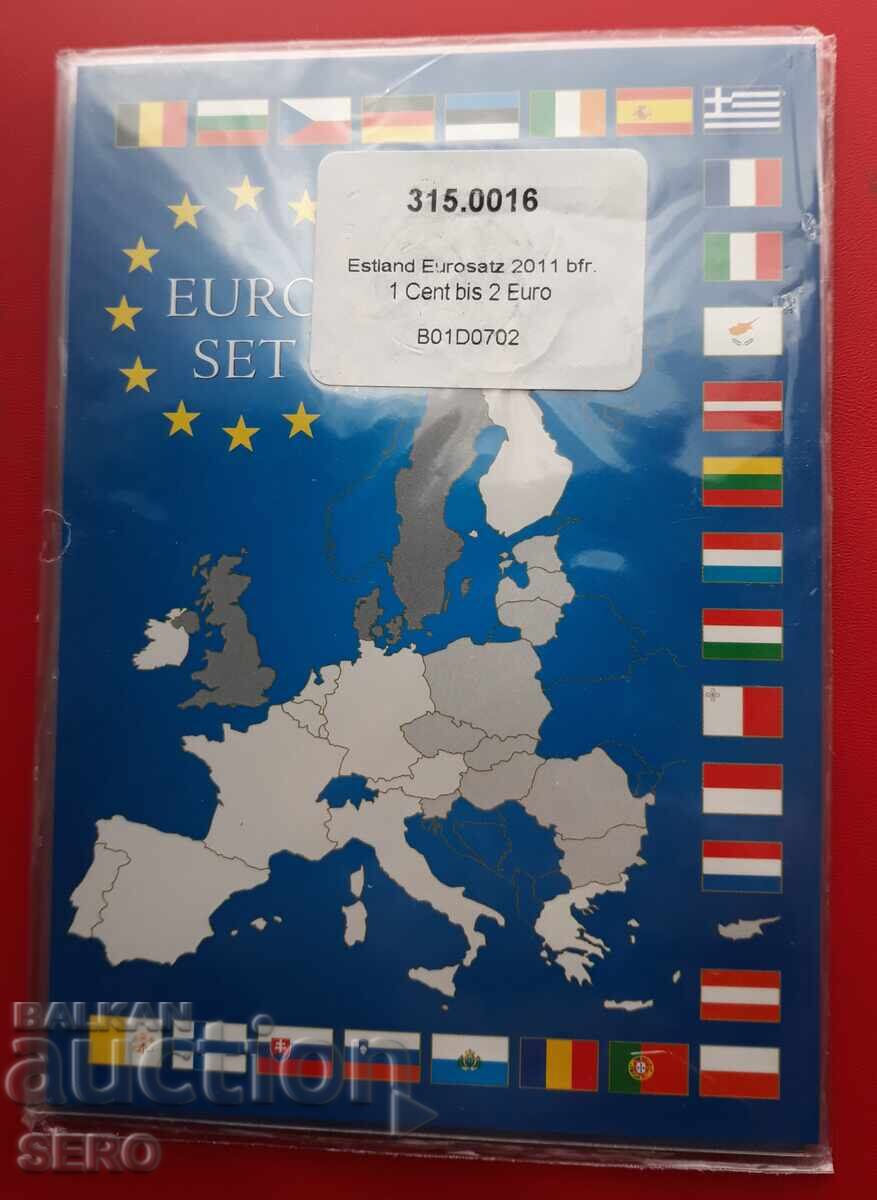 315.0016
Estland Eurosatz 2011 bfr.
1 Cent bis 2 Euro
B01D0702
EURO
SET
BALKAN
auction
SERO